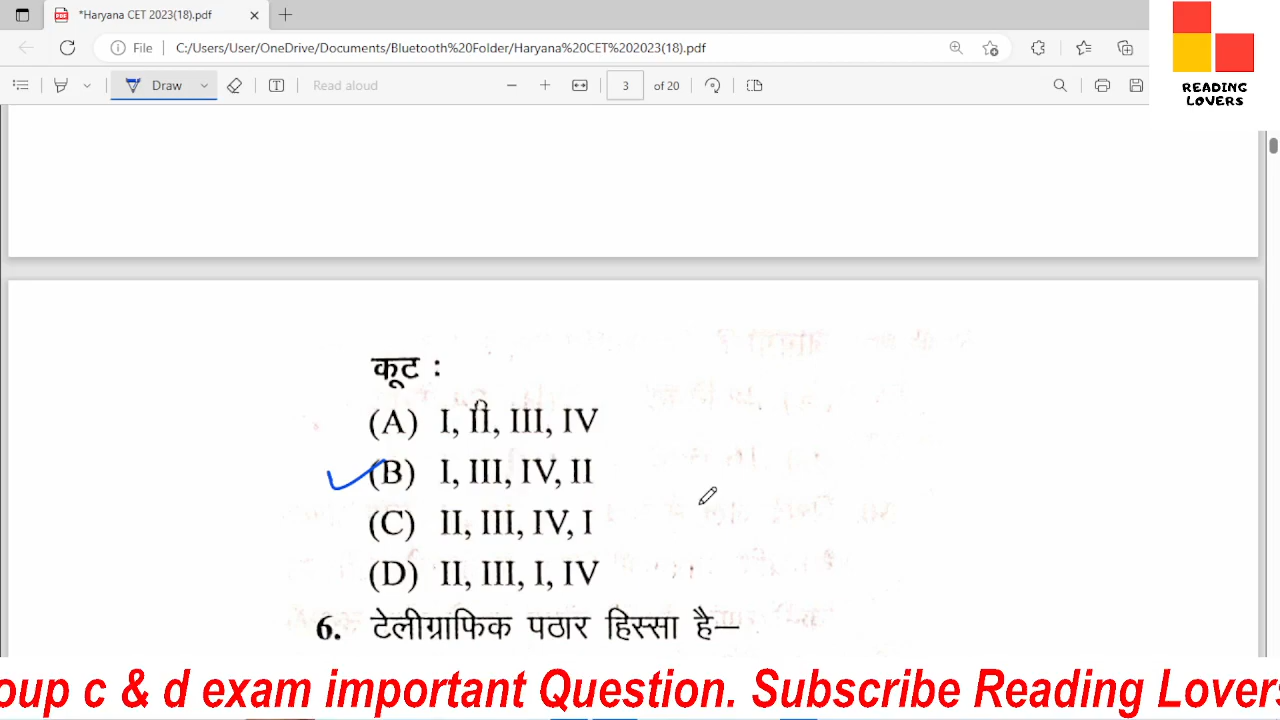 *Haryana CET 2023(18).pdf
File
C:/Users/User/OneDrive/Documents/Bluetooth%20Folder/Haryana%20CET%202023(18).pdf
Draw
Read aloud
3
of 20
READING
LOVERS
कूट :
(A) I, II, III, IV
(B) I, III, IV, II
(C) II, III, IV, I
(D) II, III, I, IV
6. टेलीग्राफिक पठार हिस्सा है—
oup c & d exam important Question. Subscribe Reading Lovers